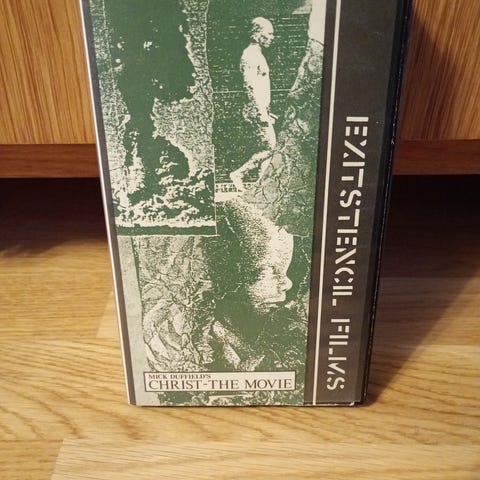 MICK DUFFIELD'S
CHRIST-THE MOVIE
EXITSTENCIL FILMS